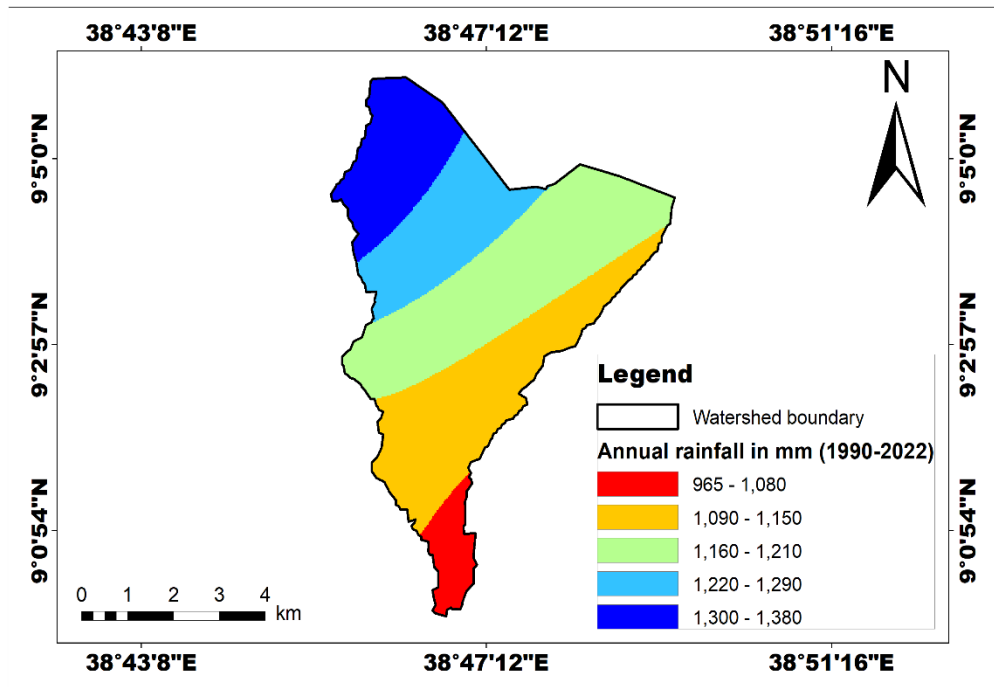 38°43'8"E 38°47'12"E 38°51'16"E
N
9°5'0"N 9°5'0"N
9°2'57"N 9°2'57"N
9°0'54"N 9°0'54"N
Legend
Watershed boundary
Annual rainfall in mm (1990-2022)
965 - 1,080
1,090 - 1,150
1,160 - 1,210
1,220 - 1,290
1,300 - 1,380
0 1 2 3 4
km
38°43'8"E 38°47'12"E 38°51'16"E